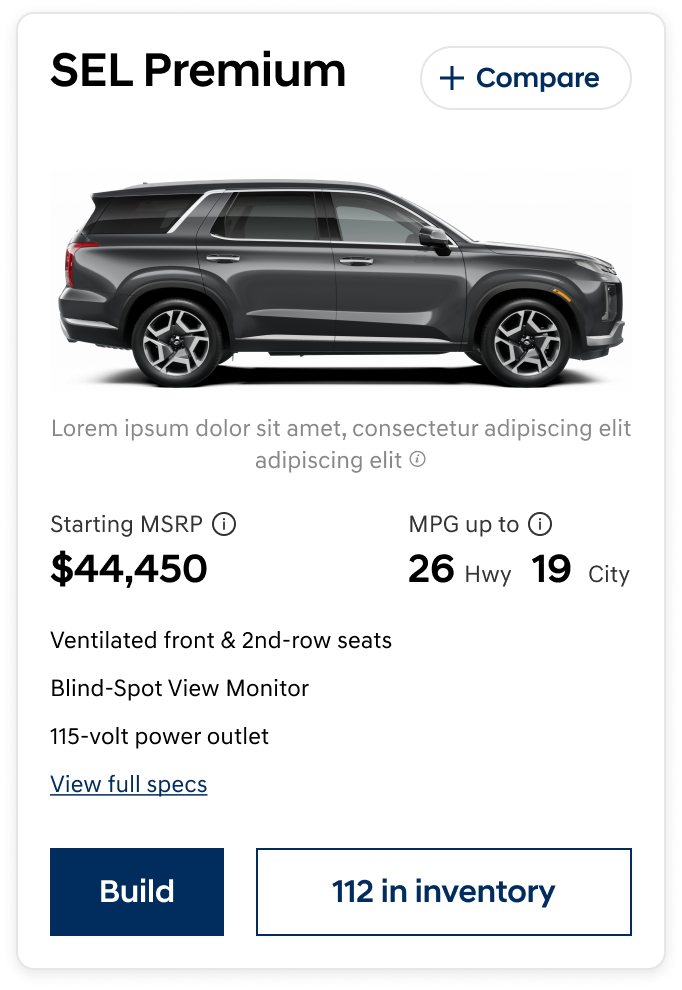 SEL Premium
+ Compare
Lorem ipsum dolor sit amet, consectetur adipiscing elit
adipiscing elit
Starting MSRP
MPG up to
$44,450
26 Hwy 19 City
Ventilated front & 2nd-row seats
Blind-Spot View Monitor
115-volt power outlet
View full specs
Build
112 in inventory